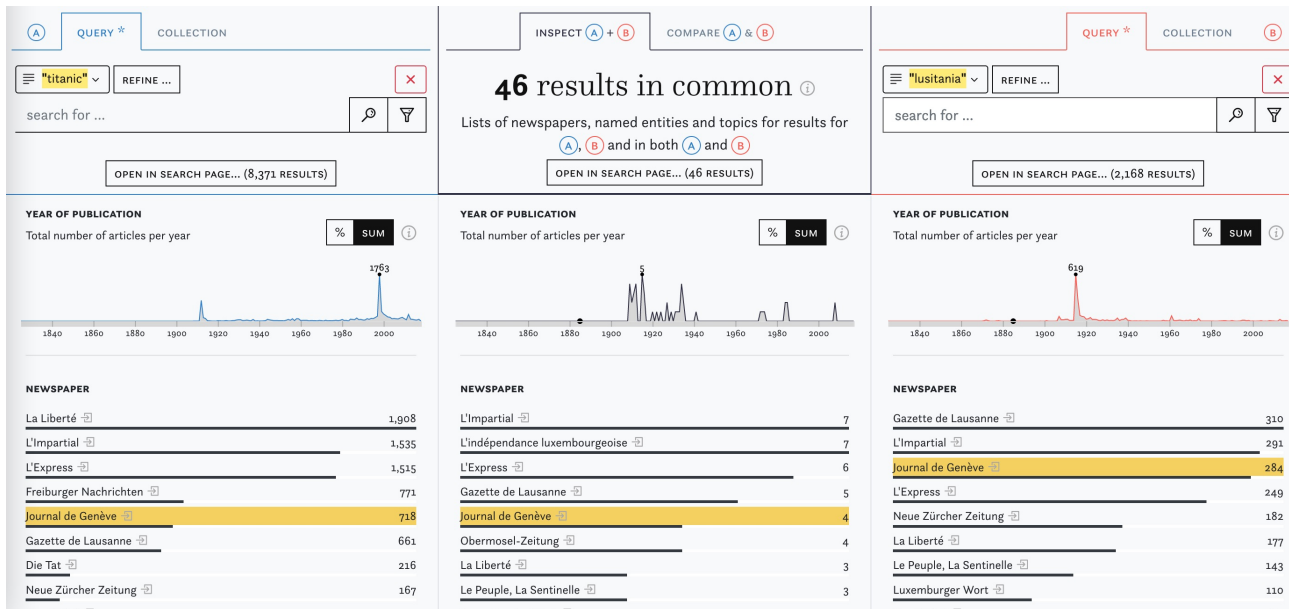 A QUERY * COLLECTION
"titanic" REFINE ...
search for ...
OPEN IN SEARCH PAGE... (8,371 RESULTS)
YEAR OF PUBLICATION
Total number of articles per year
% SUM
1763
1840 1860 1880 1900 1920 1940 1960 1980 2000
NEWSPAPER
La Liberté 1,908
L'Impartial 1,535
L'Express 1,515
Freiburger Nachrichten 771
Journal de Genève 718
Gazette de Lausanne 661
Die Tat 216
Neue Zürcher Zeitung 167
INSPECT A + B COMPARE A & B
46 results in common
Lists of newspapers, named entities and topics for results for
A, B and in both A and B
OPEN IN SEARCH PAGE... (46 RESULTS)
YEAR OF PUBLICATION
Total number of articles per year
% SUM
5
1840 1860 1880 1900 1920 1940 1960 1980 2000
NEWSPAPER
L'Impartial 7
L'indépendance luxembourgeoise 7
L'Express 6
Gazette de Lausanne 5
Journal de Genève 4
Obermosel-Zeitung 4
La Liberté 3
Le Peuple, La Sentinelle 3
QUERY * COLLECTION B
"lusitania" REFINE ...
search for ...
OPEN IN SEARCH PAGE... (2,168 RESULTS)
YEAR OF PUBLICATION
Total number of articles per year
% SUM
619
1840 1860 1880 1900 1920 1940 1960 1980 2000
NEWSPAPER
Gazette de Lausanne 310
L'Impartial 291
Journal de Genève 284
L'Express 249
Neue Zürcher Zeitung 182
La Liberté 177
Le Peuple, La Sentinelle 143
Luxemburger Wort 110